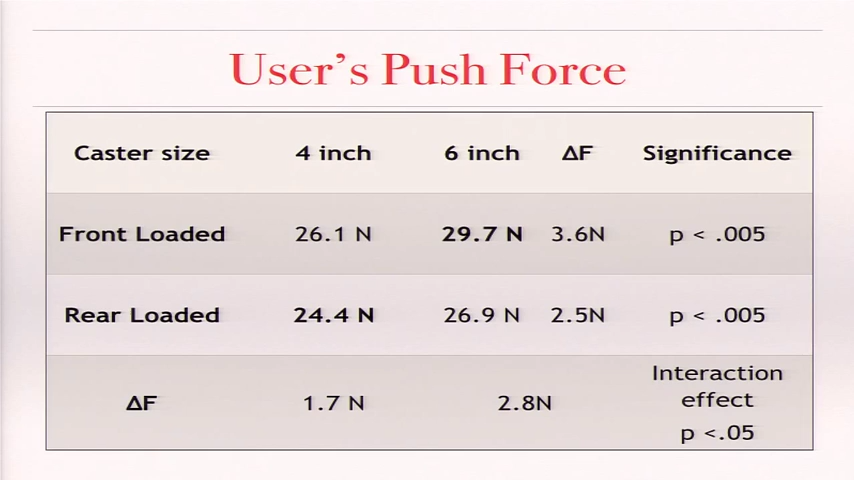 User's Push Force
Caster size 4 inch 6 inch ΔF Significance
Front Loaded 26.1 N 29.7 N 3.6N p < .005
Rear Loaded 24.4 N 26.9 N 2.5N p < .005
ΔF 1.7 N 2.8N Interaction
effect
p <.05